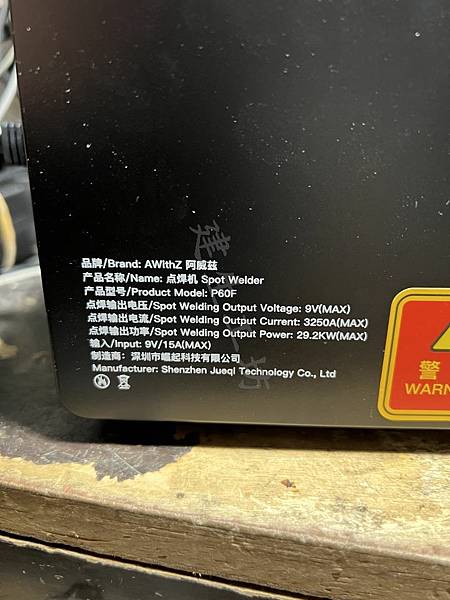 品牌/Brand: AWithZ 阿威兹
产品名称/Name: 点焊机 Spot Welder
产品型号/Product Model: P60F
点焊输出电压/Spot Welding Output Voltage: 9V(MAX)
点焊输出电流/Spot Welding Output Current: 3250A(MAX)
点焊输出功率/Spot Welding Output Power: 29.2KW(MAX)
输入/Input: 9V/15A(MAX)
制造商：深圳市崛起科技有限公司
Manufacturer: Shenzhen Jueqi Technology Co., Ltd
警
WARN